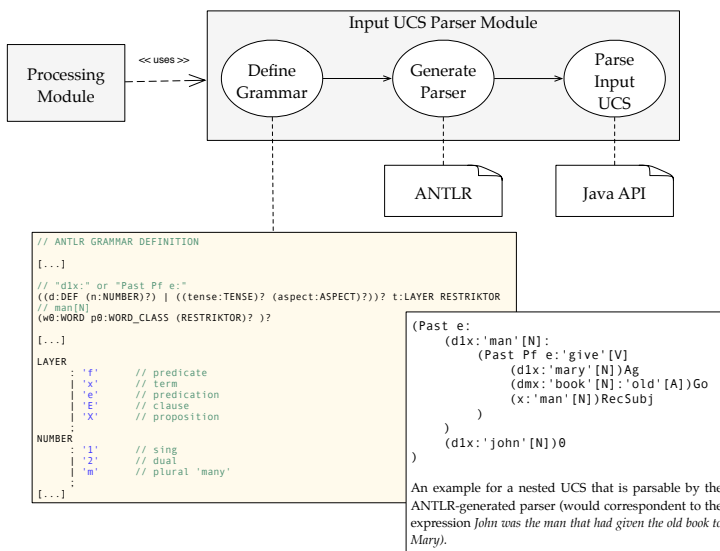 Input UCS Parser Module
Processing
Module
<< uses >>
Define
Grammar
Generate
Parser
Parse
Input
UCS
ANTLR
Java API
// ANTLR GRAMMAR DEFINITION
[...]
// "d1x:" or "Past Pf e:"
((d:DEF (n:NUMBER)?) | ((tense:TENSE)? (aspect:ASPECT)?))? t:LAYER RESTRIKTOR
// man[N]
(w0:WORD p0:WORD_CLASS (RESTRIKTOR)? )?
[...]
LAYER
: 'f' // predicate
| 'x' // term
| 'e' // predication
| 'E' // clause
| 'X' // proposition
;
NUMBER
: '1' // sing
| '2' // dual
| 'm' // plural 'many'
;
[...]
(Past e:
(d1x:'man'[N]:
(Past Pf e:'give'[V]
(d1x:'mary'[N])Ag
(dmx:'book'[N]:'old'[A])Go
(x:'man'[N])RecSubj
)
)
(d1x:'john'[N])0
)
An example for a nested UCS that is parsable by the
ANTLR-generated parser (would correspondent to the
expression John was the man that had given the old book to
Mary).